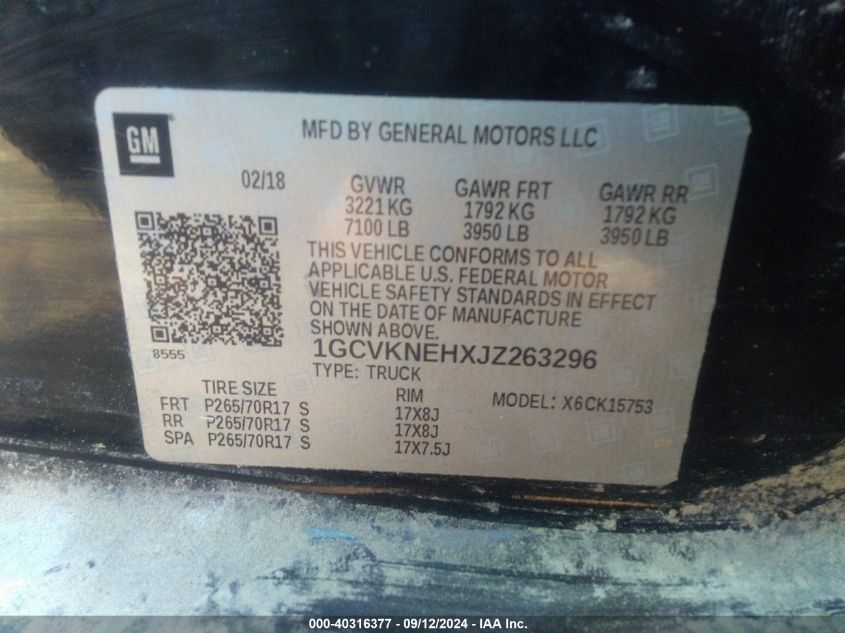 GM
MFD BY GENERAL MOTORS LLC
02/18 GVWR GAWR FRT GAWR RR
3221 KG 1792 KG 1792 KG
7100 LB 3950 LB 3950 LB
THIS VEHICLE CONFORMS TO ALL
APPLICABLE U.S. FEDERAL MOTOR
VEHICLE SAFETY STANDARDS IN EFFECT
ON THE DATE OF MANUFACTURE
SHOWN ABOVE.
8555
1GCVKNEHXJZ263296
TYPE: TRUCK
TIRE SIZE RIM MODEL: X6CK15753
FRT P265/70R17 S 17X8J
RR P265/70R17 S 17X8J
SPA P265/70R17 S 17X7.5J
000-40316377 - 09/12/2024 - IAA Inc.